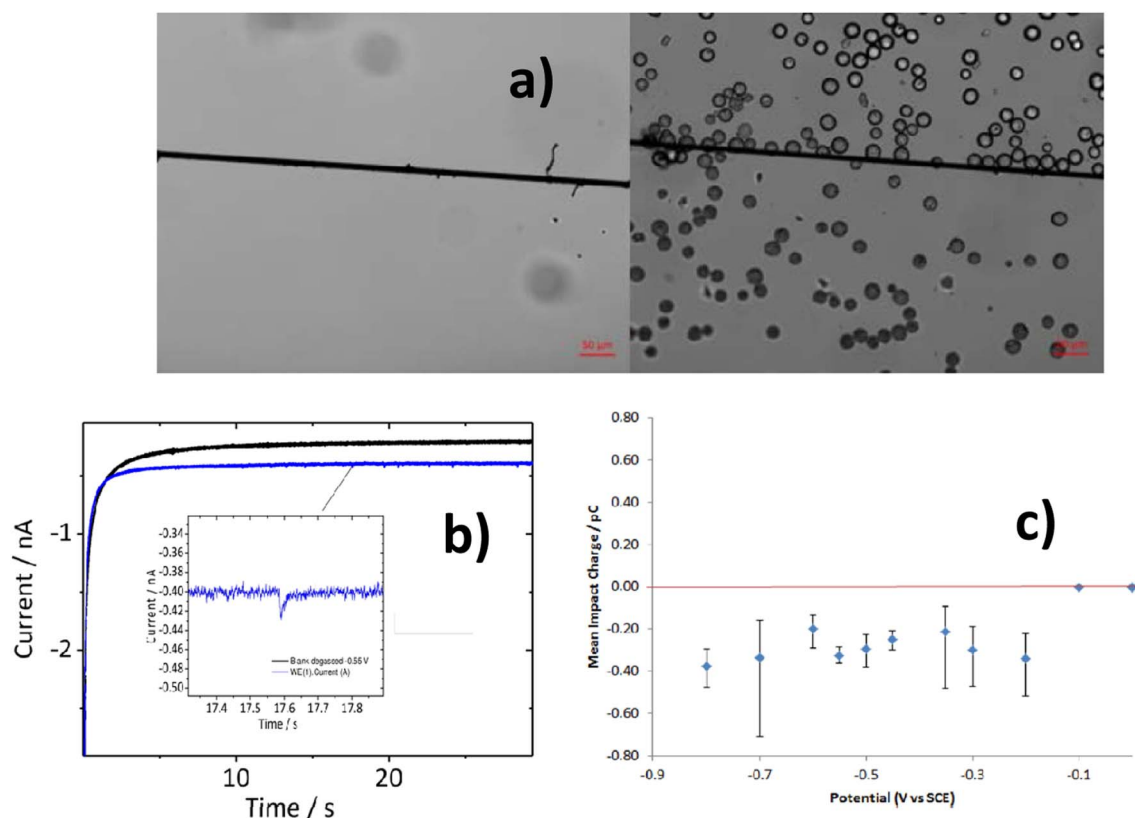 a)
50 μm
b)
Current / nA
-1
-2
10
20
Time / s
Current / nA
-0.34
-0.36
-0.38
-0.40
-0.42
-0.44
-0.46
-0.48
-0.50
Blank degassed -0.55 V
WE(1).Current (A)
17.4 17.5 17.6 17.7 17.8
Time / s
c)
Mean Impact Charge / pC
0.80
0.60
0.40
0.20
0.00
-0.20
-0.40
-0.60
-0.80
-0.9 -0.7 -0.5 -0.3 -0.1
Potential (V vs SCE)